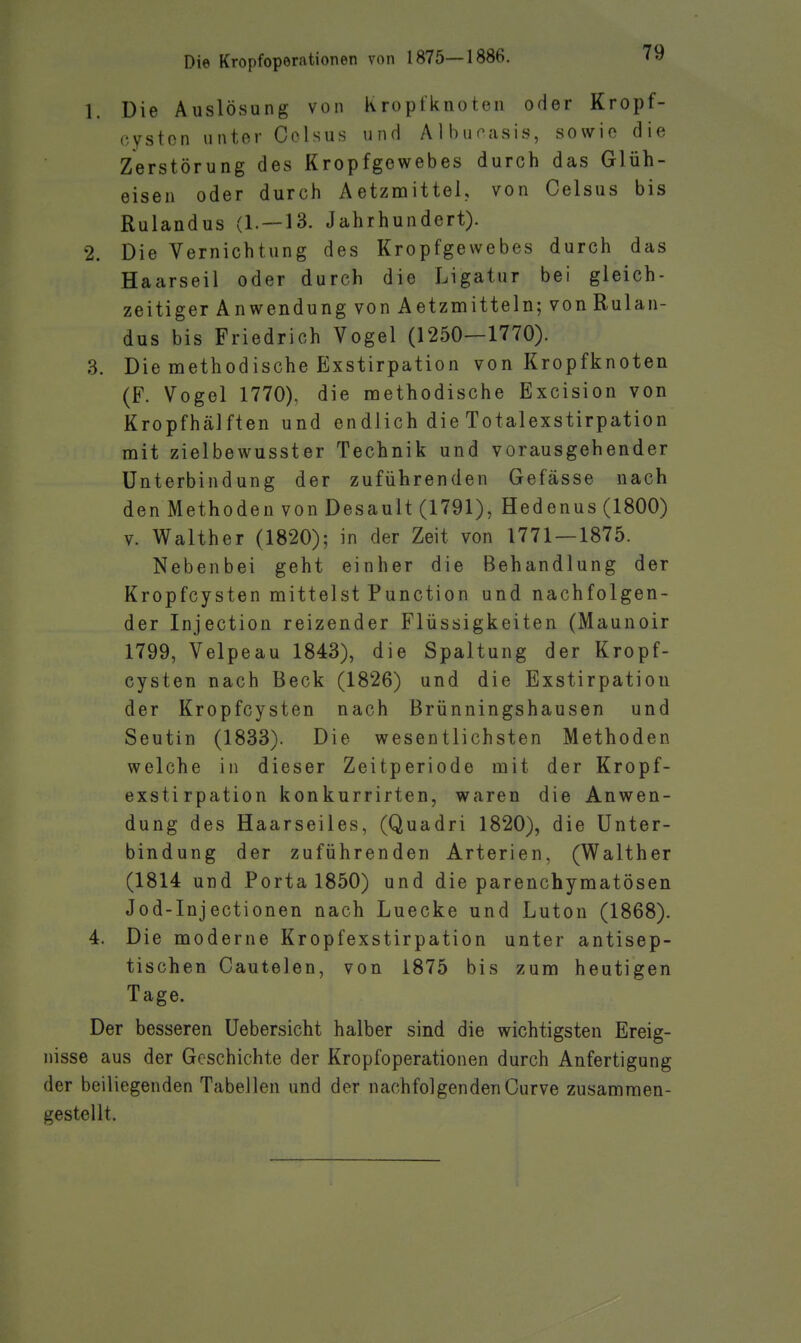 Die Kropfoperationen von 1875—1886. 79
1. Die Auslösung von Kropfknoten oder Kropf-
cysten unter Celsus und Albucasis, sowie die
Zerstörung des Kropfgewebes durch das Glüh-
eisen oder durch Aetzmittel, von Celsus bis
Rulandus (1.—13. Jahrhundert).
2. Die Vernichtung des Kropfgewebes durch das
Haarseil oder durch die Ligatur bei gleich-
zeitiger Anwendung von Aetzmitteln; von Rulan-
dus bis Friedrich Vogel (1250—1770).
3. Die methodische Exstirpation von Kropfknoten
(F. Vogel 1770), die methodische Excision von
Kropfhälften und endlich die Totalexstirpation
mit zielbewusster Technik und vorausgehender
Unterbindung der zuführenden Gefässe nach
den Methoden von Desault (1791), Hedenus (1800)
v. Walther (1820); in der Zeit von 1771—1875.
Nebenbei geht einher die Behandlung der
Kropfcysten mittelst Punction und nachfolgen-
der Injection reizender Flüssigkeiten (Maunoir
1799, Velpeau 1843), die Spaltung der Kropf-
cysten nach Beck (1826) und die Exstirpation
der Kropfcysten nach Brünningshausen und
Seutin (1833). Die wesentlichsten Methoden
welche in dieser Zeitperiode mit der Kropf-
exstirpation konkurrirten, waren die Anwen-
dung des Haarseiles, (Quadri 1820), die Unter-
bindung der zuführenden Arterien, (Walther
(1814 und Porta 1850) und die parenchymatösen
Jod-Injectionen nach Luecke und Luton (1868).
4. Die moderne Kropfexstirpation unter antisep-
tischen Cautelen, von 1875 bis zum heutigen
Tage.
Der besseren Uebersicht halber sind die wichtigsten Ereig-
nisse aus der Geschichte der Kropfoperationen durch Anfertigung
der beiliegenden Tabellen und der nachfolgenden Curve zusammen-
gestellt.